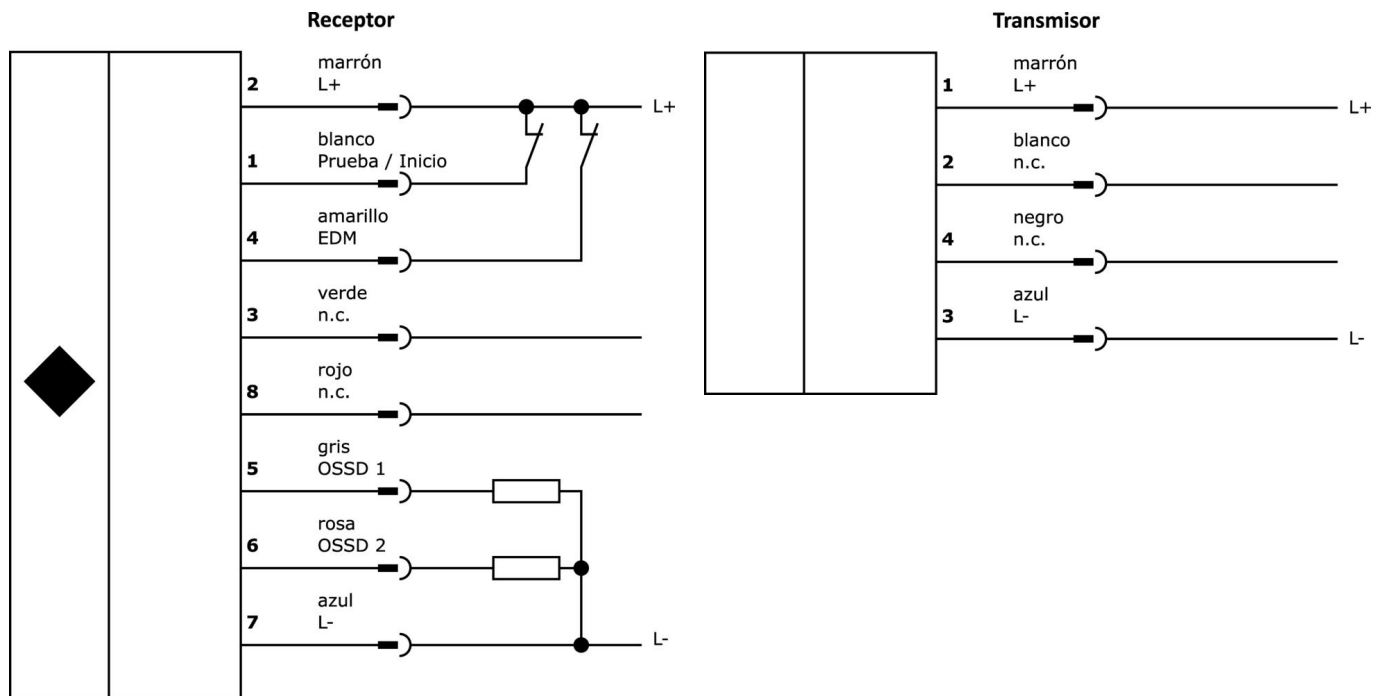 Receptor
marrón
2 L+
L+
blanco
1 Prueba / Inicio
amarillo
4 EDM
verde
3 n.c.
rojo
8 n.c.
gris
5 OSSD 1
rosa
6 OSSD 2
azul
7 L-
L-
Transmisor
marrón
1 L+
L+
blanco
2 n.c.
negro
4 n.c.
azul
3 L-
L-